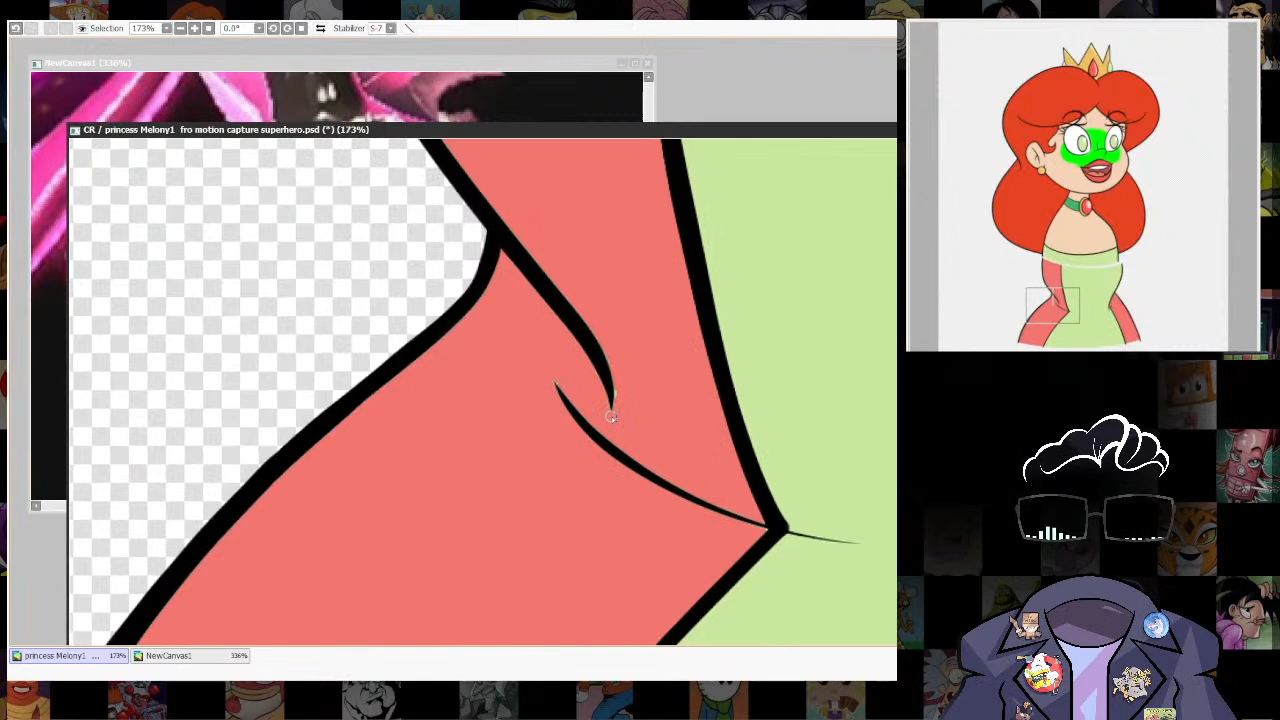 Selection 173% 0.0° Stabilizer S-7
NewCanvas1 (336%)
CR / princess Melony1 fro motion capture superhero.psd (*) (173%)
princess Melony1 ... 173% NewCanvas1 336%